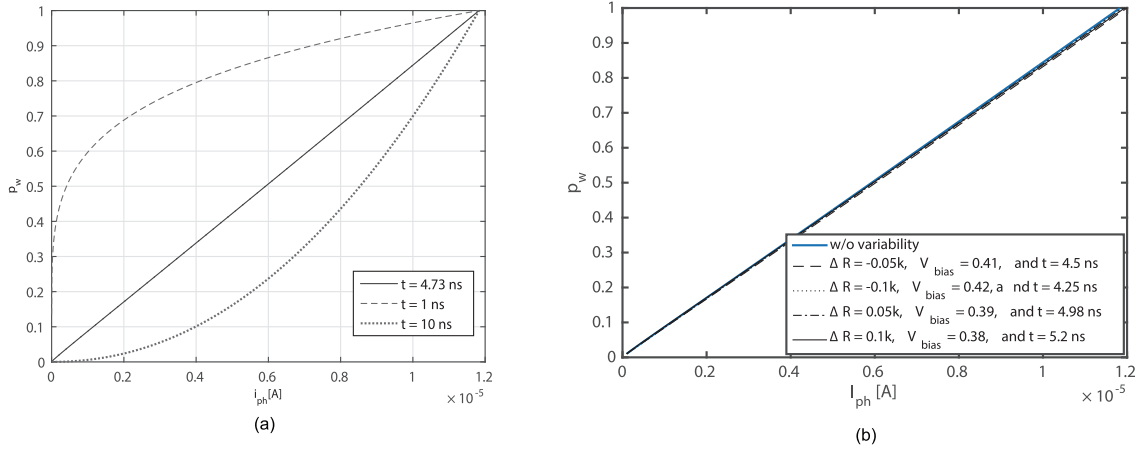 1
0.9
0.8
0.7
0.6
0.5
0.4
0.3
0.2
0.1
0
p_w
t = 4.73 ns
t = 1 ns
t = 10 ns
0 0.2 0.4 0.6 0.8 1 1.2
i_ph[A] × 10^-5
(a)
1
0.9
0.8
0.7
0.6
0.5
0.4
0.3
0.2
0.1
0
p_w
w/o variability
Δ R = -0.05k, V_bias = 0.41, and t = 4.5 ns
Δ R = -0.1k, V_bias = 0.42, a nd t = 4.25 ns
Δ R = 0.05k, V_bias = 0.39, and t = 4.98 ns
Δ R = 0.1k, V_bias = 0.38, and t = 5.2 ns
0 0.2 0.4 0.6 0.8 1 1.2
I_ph [A] × 10^-5
(b)